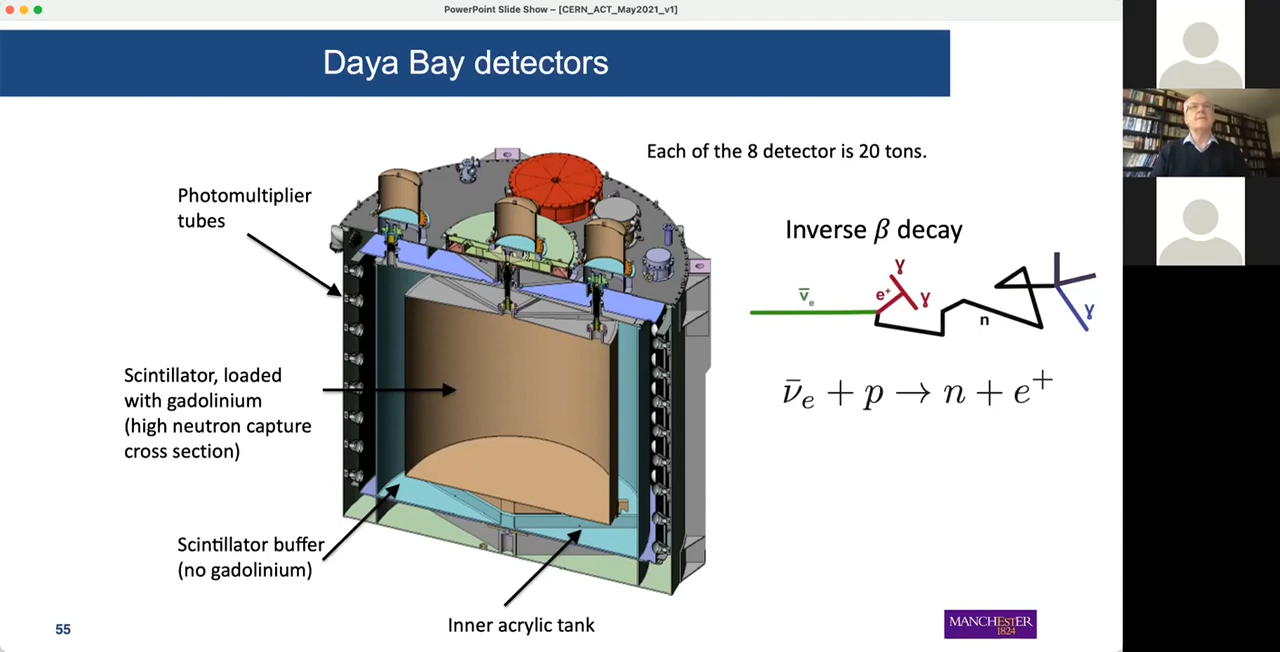 PowerPoint Slide Show – [CERN_ACT_May2021_v1]
Daya Bay detectors
Each of the 8 detector is 20 tons.
Photomultiplier
tubes
Inverse β decay
γ
ν̄e
e+
γ
n
γ
Scintillator, loaded
with gadolinium
(high neutron capture
cross section)
ν̄e + p → n + e+
Scintillator buffer
(no gadolinium)
Inner acrylic tank
55
MANCHESTER
1824